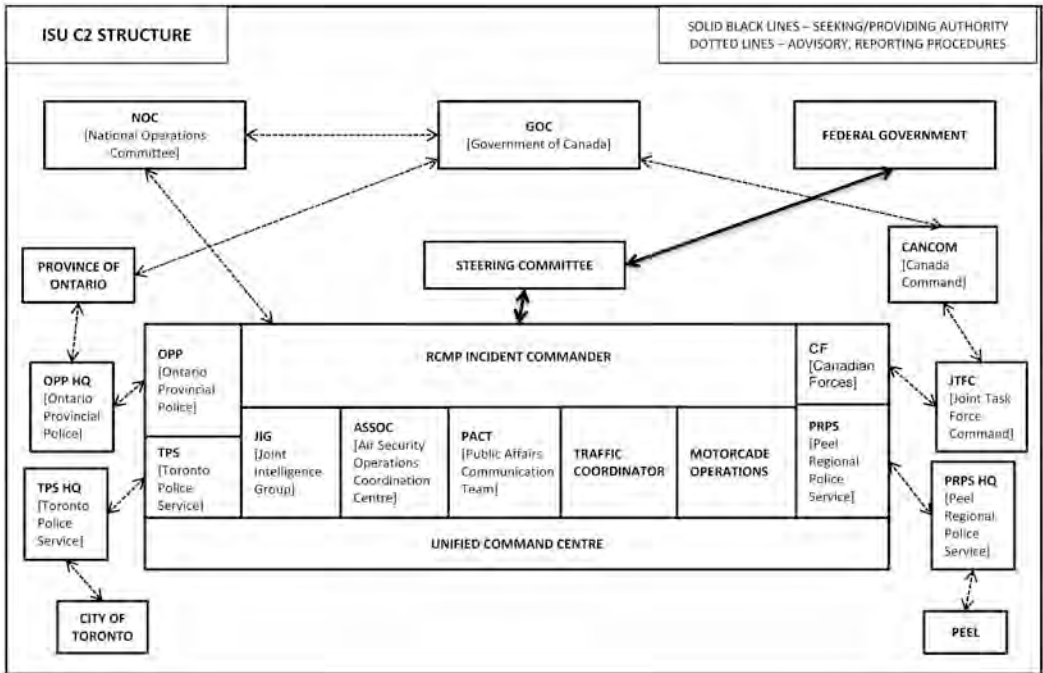 ISU C2 STRUCTURE
SOLID BLACK LINES – SEEKING/PROVIDING AUTHORITY
DOTTED LINES – ADVISORY, REPORTING PROCEDURES
NOC
[National Operations
Committee]
GOC
[Government of Canada]
FEDERAL GOVERNMENT
PROVINCE OF
ONTARIO
STEERING COMMITTEE
CANCOM
[Canada
Command]
OPP HQ
[Ontario
Provincial
Police]
OPP
[Ontario
Provincial
Police]
RCMP INCIDENT COMMANDER
CF
[Canadian
Forces]
JTFC
[Joint Task
Force
Command]
TPS HQ
[Toronto
Police
Service]
TPS
[Toronto
Police
Service]
JIG
[Joint
Intelligence
Group]
ASSOC
[Air Security
Operations
Coordination
Centre]
PACT
[Public Affairs
Communication
Team]
TRAFFIC
COORDINATOR
MOTORCADE
OPERATIONS
PRPS
[Peel
Regional
Police
Service]
PRPS HQ
[Peel
Regional
Police
Service]
UNIFIED COMMAND CENTRE
CITY OF
TORONTO
PEEL